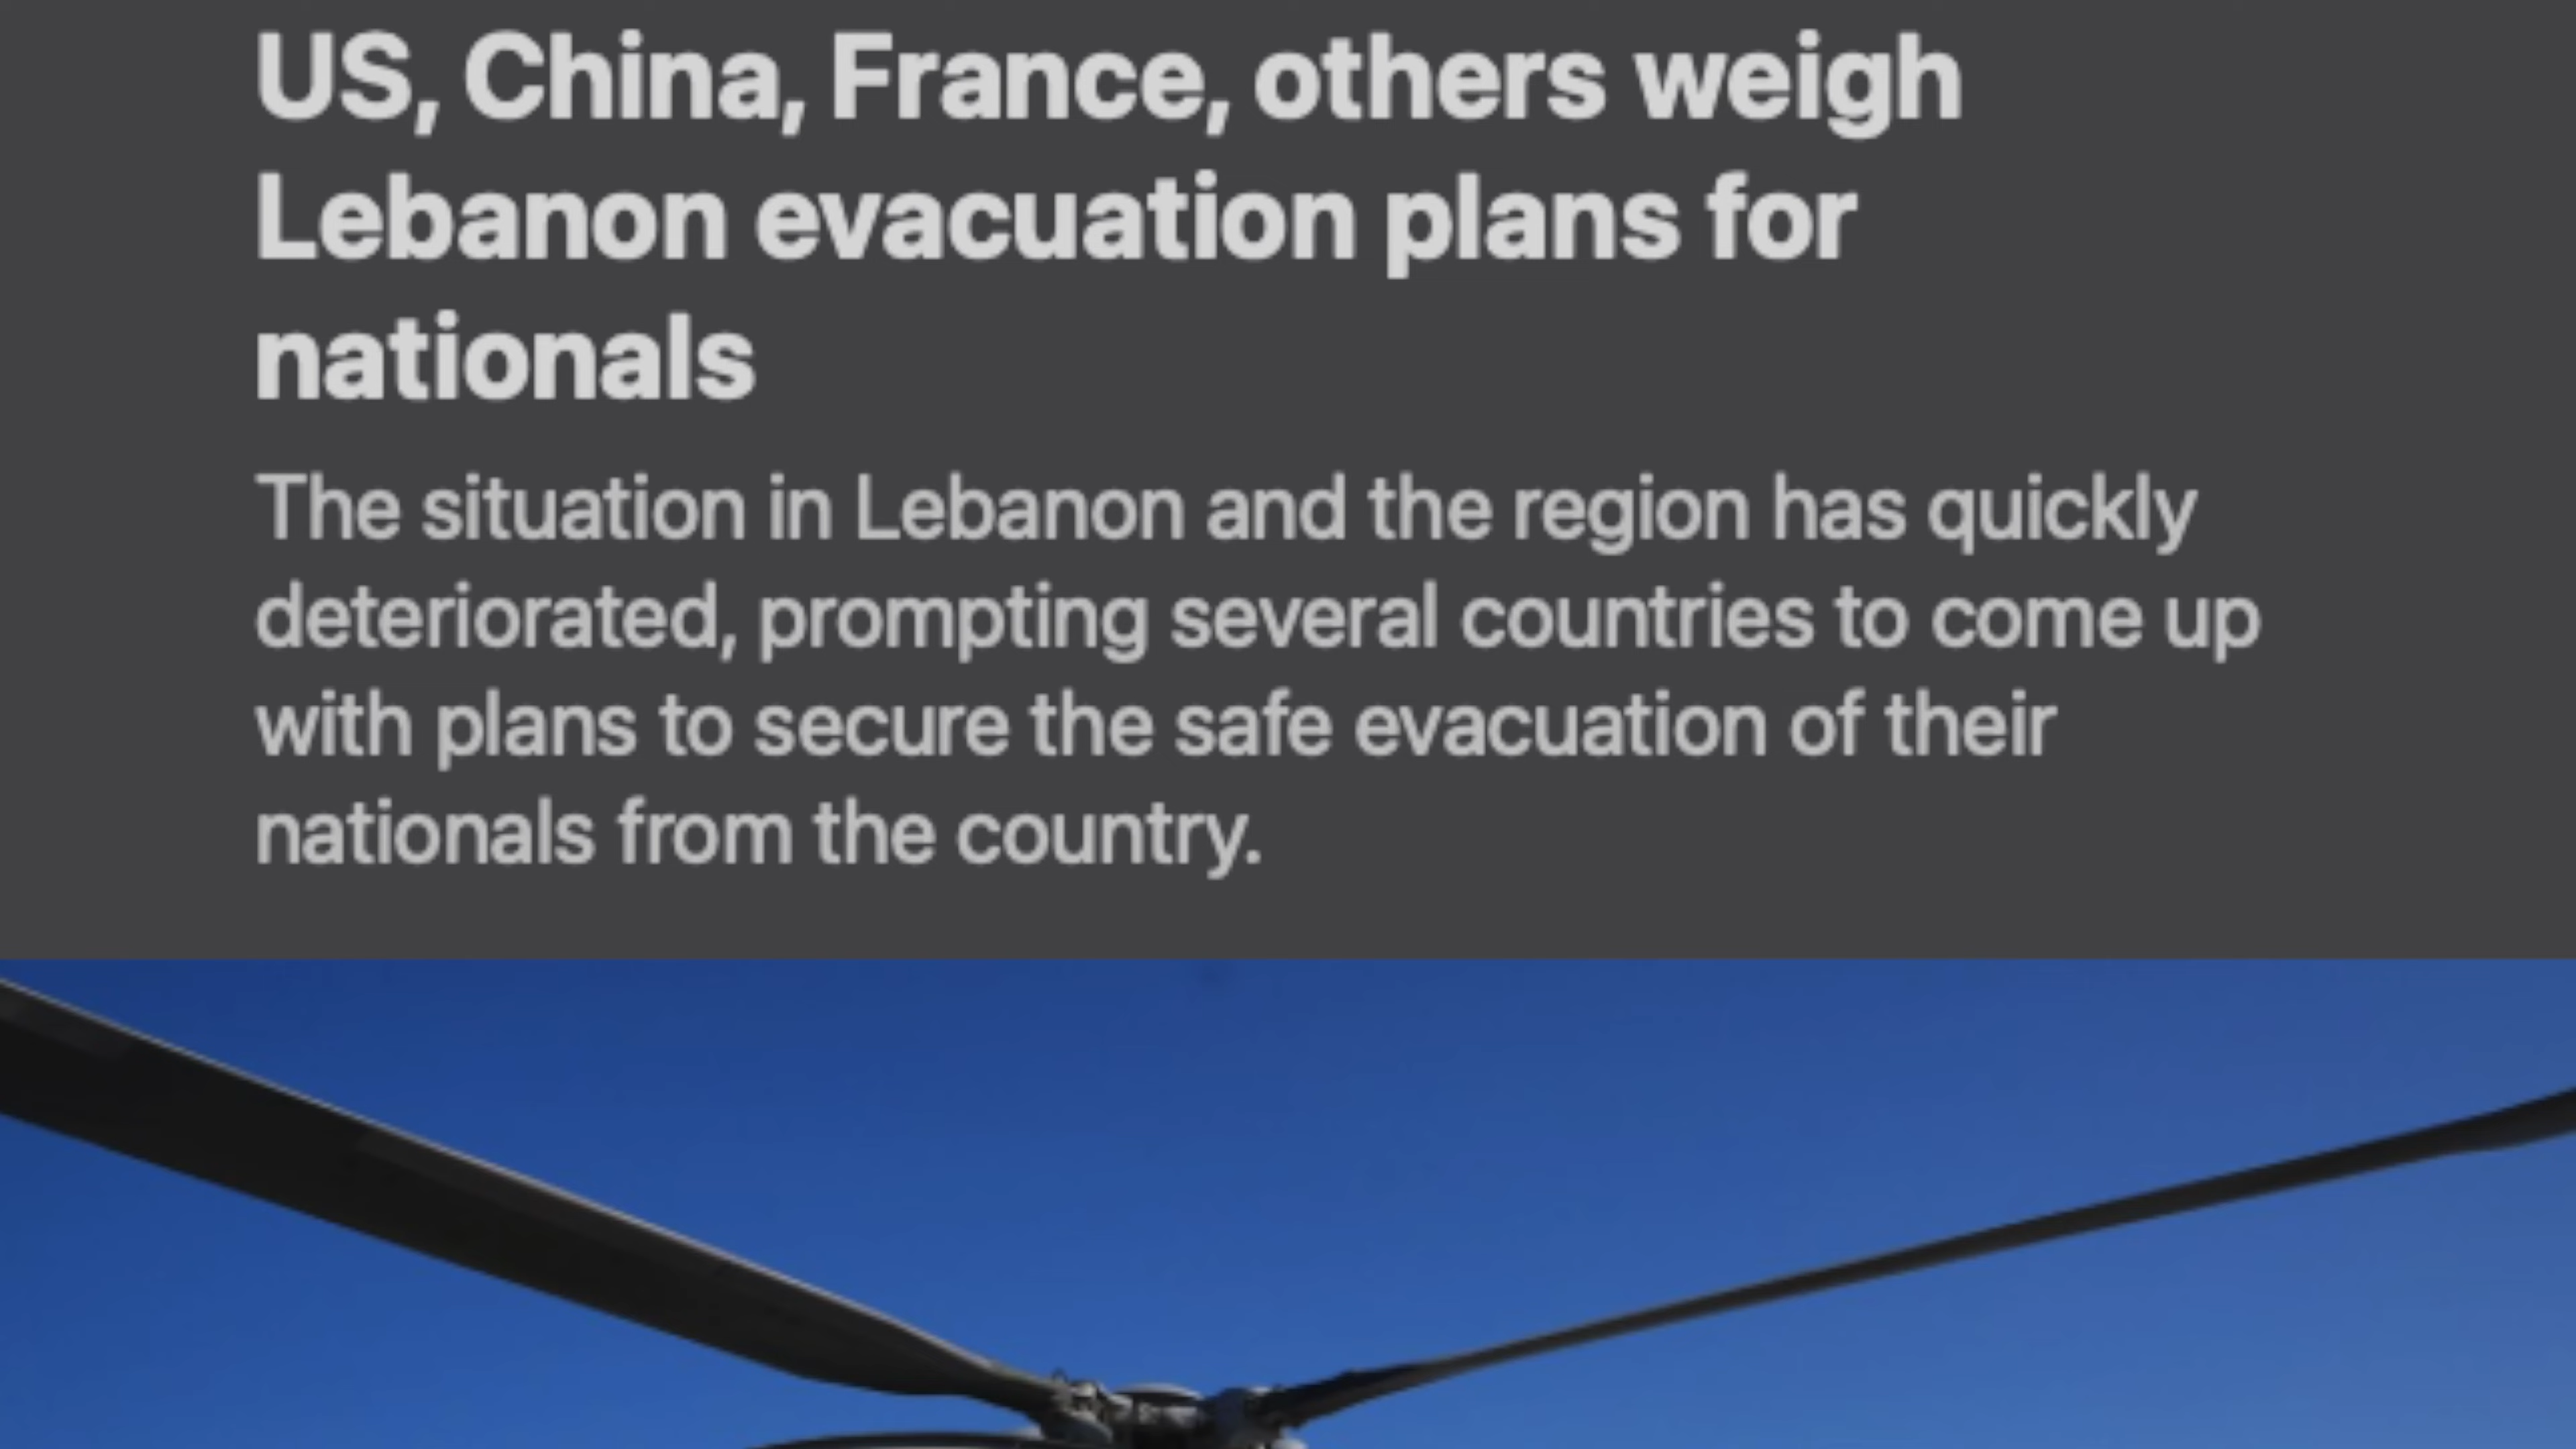 US, China, France, others weigh
Lebanon evacuation plans for
nationals
The situation in Lebanon and the region has quickly
deteriorated, prompting several countries to come up
with plans to secure the safe evacuation of their
nationals from the country.